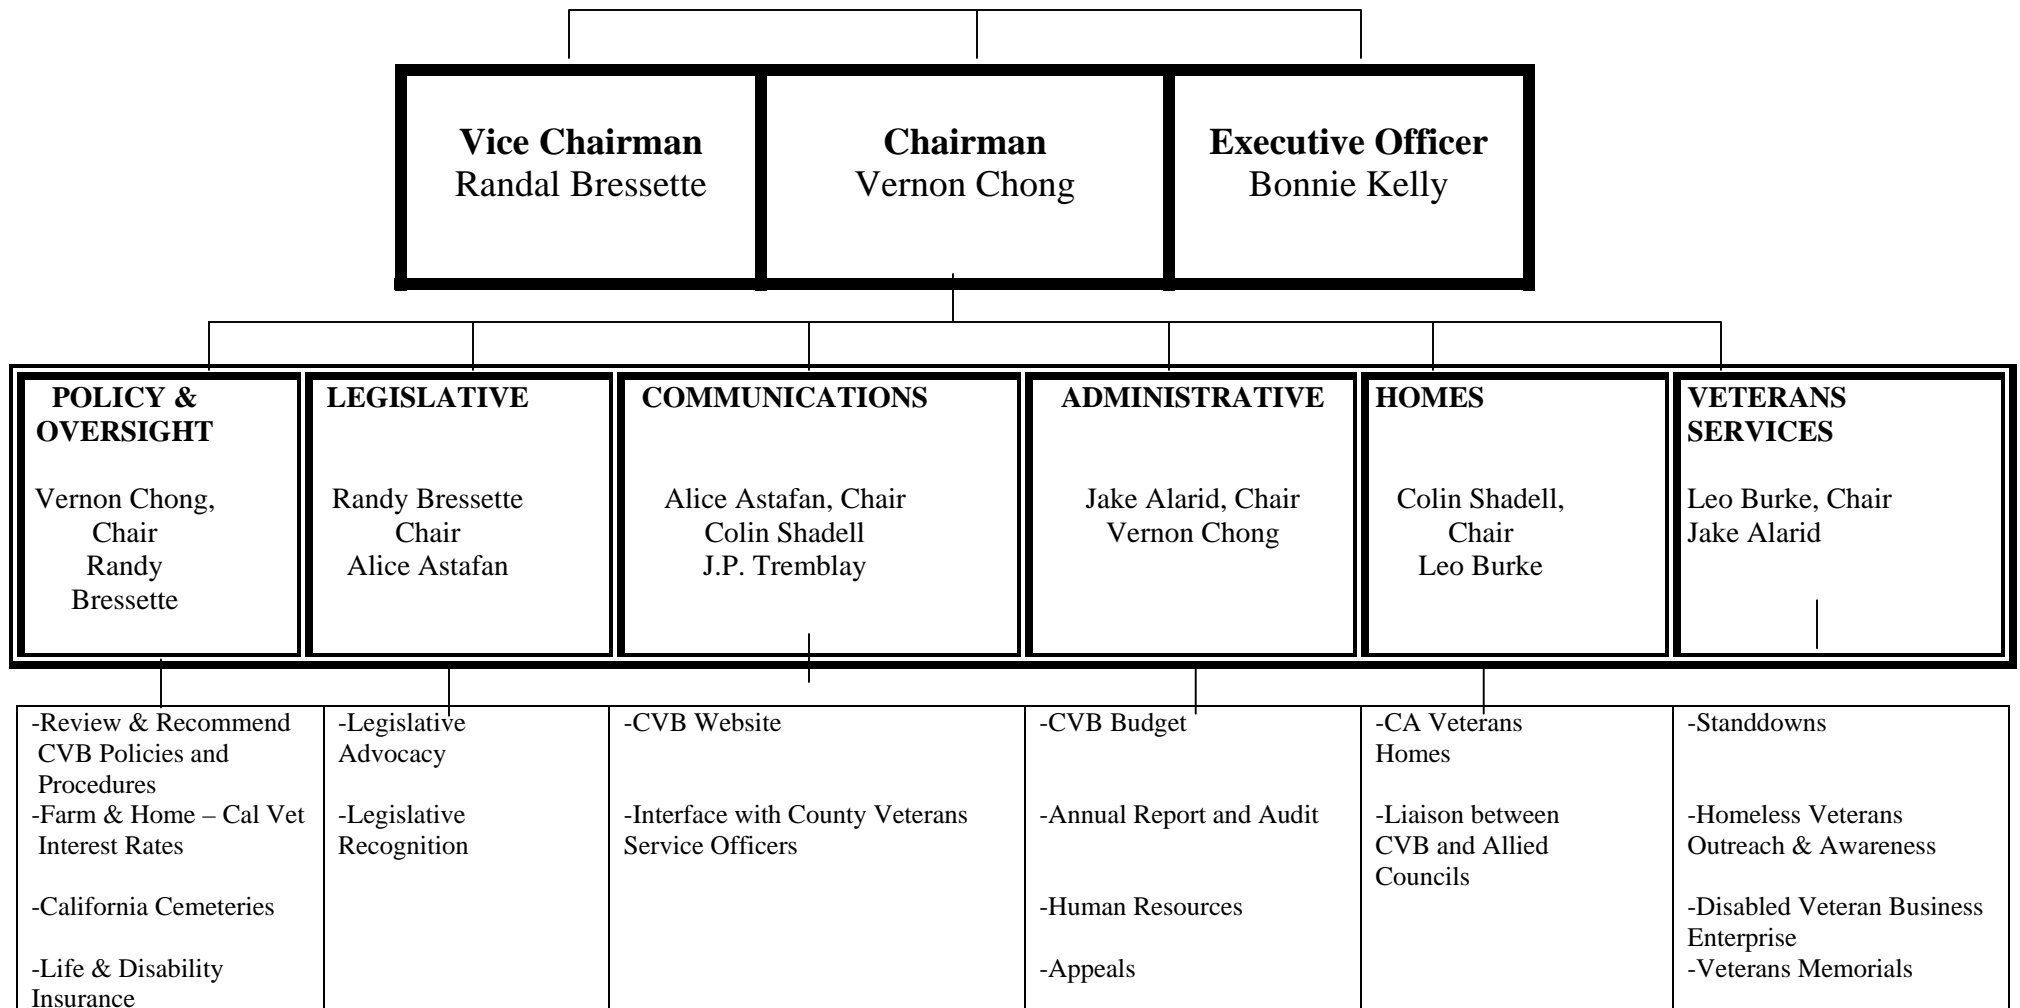 Vice Chairman
Randal Bressette
Chairman
Vernon Chong
Executive Officer
Bonnie Kelly
POLICY &
OVERSIGHT
Vernon Chong,
Chair
Randy
Bressette
LEGISLATIVE
Randy Bressette
Chair
Alice Astafan
COMMUNICATIONS
Alice Astafan, Chair
Colin Shadell
J.P. Tremblay
ADMINISTRATIVE
Jake Alarid, Chair
Vernon Chong
HOMES
Colin Shadell,
Chair
Leo Burke
VETERANS
SERVICES
Leo Burke, Chair
Jake Alarid
-Review & Recommend
CVB Policies and
Procedures
-Farm & Home – Cal Vet
Interest Rates
-California Cemeteries
-Life & Disability
Insurance
-Legislative
Advocacy
-Legislative
Recognition
-CVB Website
-Interface with County Veterans
Service Officers
-CVB Budget
-Annual Report and Audit
-Human Resources
-Appeals
-CA Veterans
Homes
-Liaison between
CVB and Allied
Councils
-Standdowns
-Homeless Veterans
Outreach & Awareness
-Disabled Veteran Business
Enterprise
-Veterans Memorials